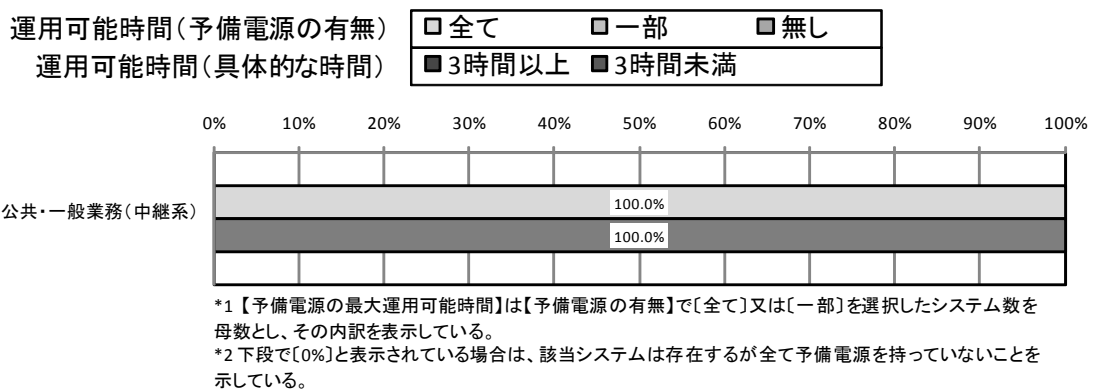 運用可能時間(予備電源の有無) 全て 一部 無し
運用可能時間(具体的な時間) 3時間以上 3時間未満
0% 10% 20% 30% 40% 50% 60% 70% 80% 90% 100%
公共・一般業務(中継系)
100.0%
100.0%
*1 【予備電源の最大運用可能時間】は【予備電源の有無】で〔全て〕又は〔一部〕を選択したシステム数を
母数とし、その内訳を表示している。
*2 下段で〔0%〕と表示されている場合は、該当システムは存在するが全て予備電源を持っていないことを
示している。